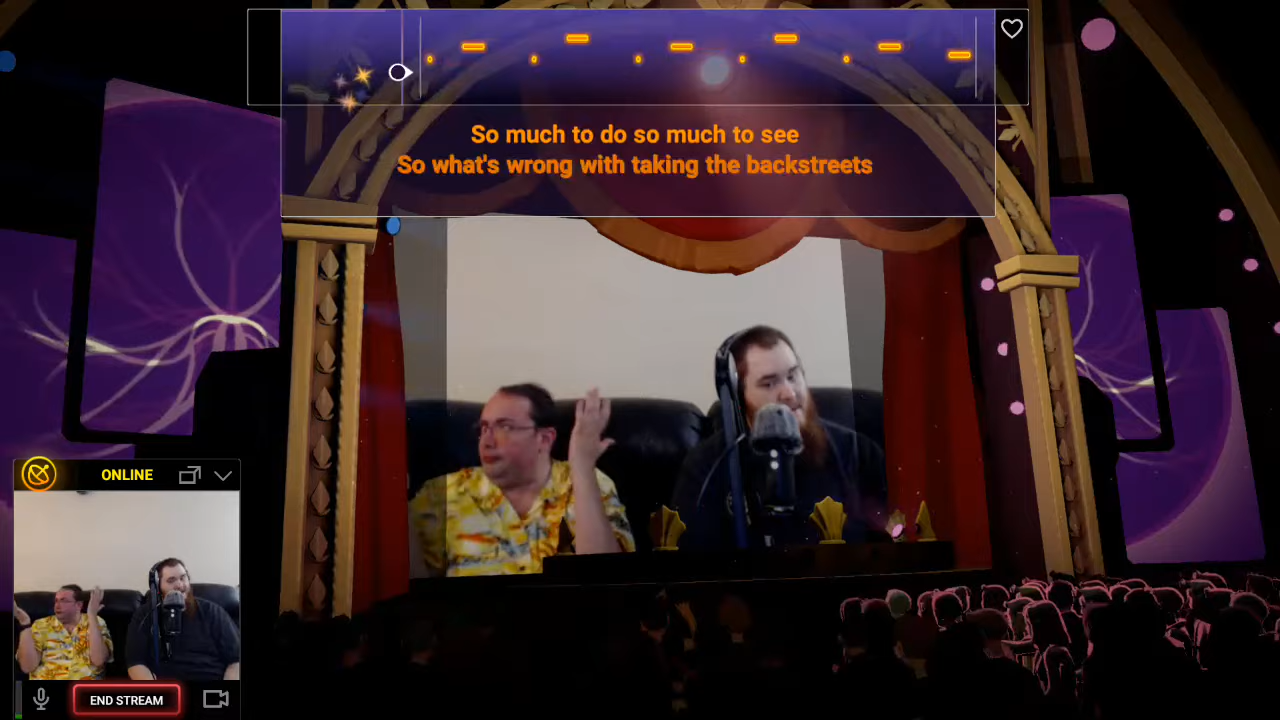 So much to do so much to see
So what's wrong with taking the backstreets
ONLINE
END STREAM